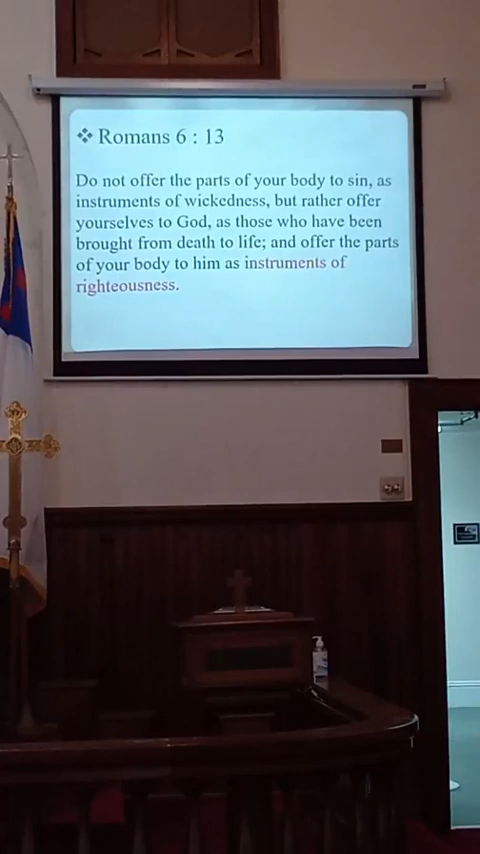 ❖ Romans 6 : 13
Do not offer the parts of your body to sin, as
instruments of wickedness, but rather offer
yourselves to God, as those who have been
brought from death to life; and offer the parts
of your body to him as instruments of
righteousness.